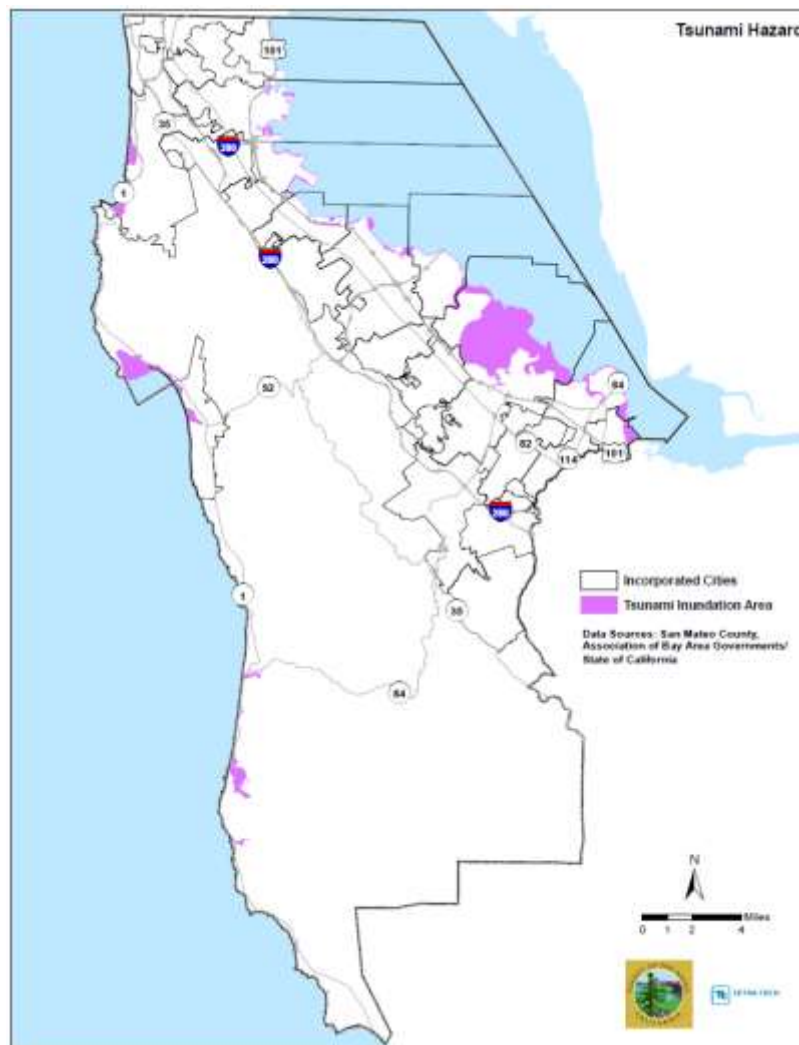 Tsunami Hazard
101
35
280
1
280
92
84
82
114
101
280
1
35
84
Incorporated Cities
Tsunami Inundation Area
Data Sources: San Mateo County,
Association of Bay Area Governments/
State of California
N
Miles
0 1 2 4
TETRA TECH